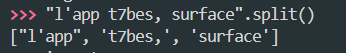 >>> "l'app t7bes, surface".split()
["l'app", 't7bes,', 'surface']